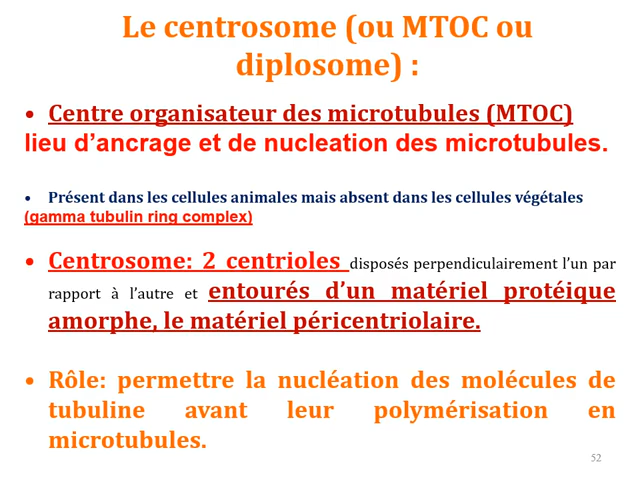 Le centrosome (ou MTOC ou
diplosome) :
• Centre organisateur des microtubules (MTOC)
lieu d’ancrage et de nucleation des microtubules.
• Présent dans les cellules animales mais absent dans les cellules végétales
(gamma tubulin ring complex)
• Centrosome: 2 centrioles disposés perpendiculairement l’un par
rapport à l’autre et entourés d’un matériel protéique
amorphe, le matériel péricentriolaire.
• Rôle: permettre la nucléation des molécules de
tubuline avant leur polymérisation en
microtubules.
52